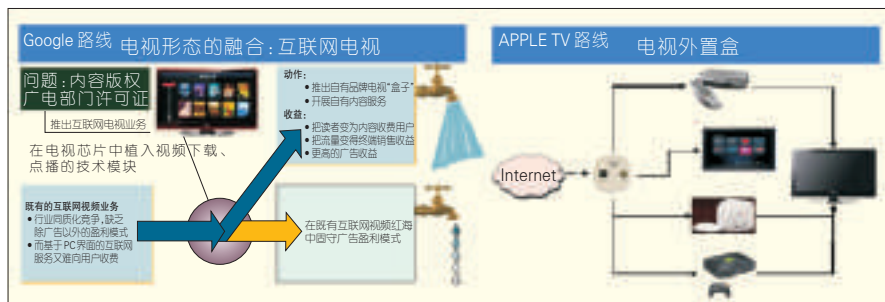 Google 路线 电视形态的融合：互联网电视
问题：内容版权
广电部门许可证
推出互联网电视业务
在电视芯片中植入视频下载、
点播的技术模块
动作：
• 推出自有品牌电视“盒子”
• 开展自有内容服务
收益：
• 把读者变为内容收费用户
• 把流量变得终端销售收益
• 更高的广告收益
既有的互联网视频业务
• 行业同质化竞争，缺乏
除广告以外的盈利模式
• 而基于 PC 界面的互联网
服务又难向用户收费
在既有互联网视频红海
中固守广告盈利模式
APPLE TV 路线 电视外置盒
Internet